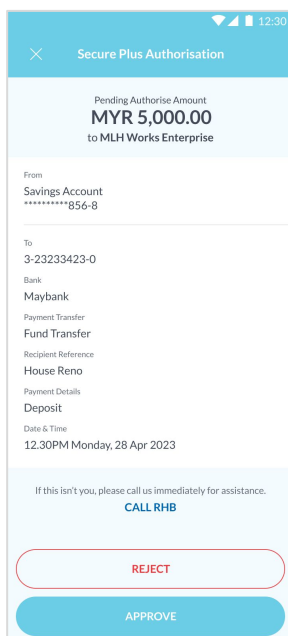 12:30
Secure Plus Authorisation
Pending Authorise Amount
MYR 5,000.00
to MLH Works Enterprise
From
Savings Account
**********856-8
To
3-23233423-0
Bank
Maybank
Payment Transfer
Fund Transfer
Recipient Reference
House Reno
Payment Details
Deposit
Date & Time
12.30PM Monday, 28 Apr 2023
If this isn't you, please call us immediately for assistance.
CALL RHB
REJECT
APPROVE